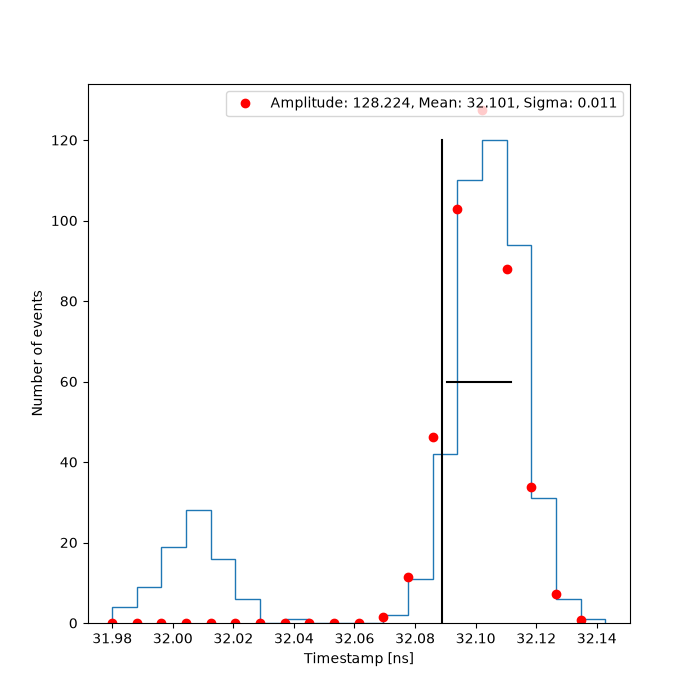 Amplitude: 128.224, Mean: 32.101, Sigma: 0.011
120
100
80
60
40
20
0
Number of events
31.98 32.00 32.02 32.04 32.06 32.08 32.10 32.12 32.14
Timestamp [ns]